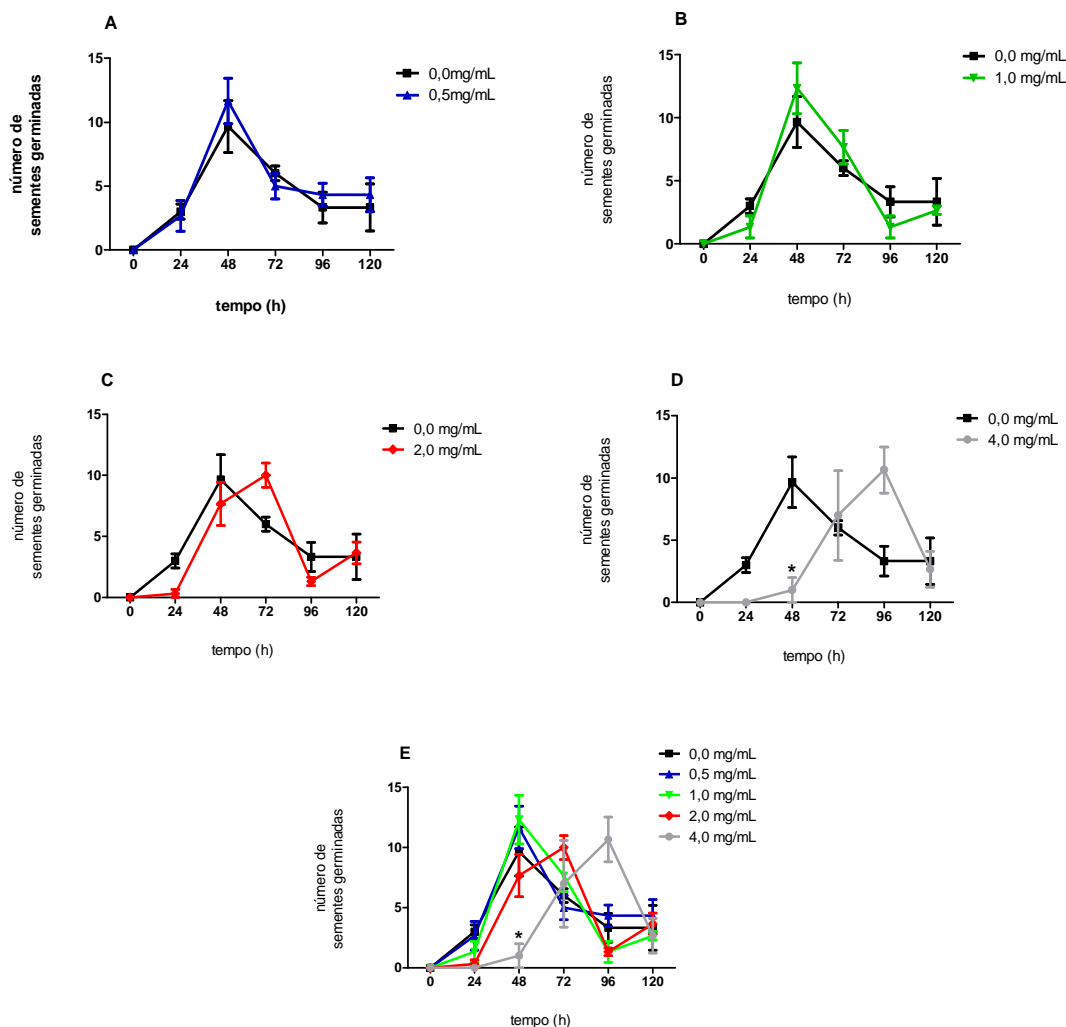 A
15
10
5
0
número de
sementes germinadas
0 24 48 72 96 120
tempo (h)
0,0mg/mL
0,5mg/mL
B
15
10
5
0
número de
sementes germinadas
0 24 48 72 96 120
tempo (h)
0,0 mg/mL
1,0 mg/mL
C
15
10
5
0
número de
sementes germinadas
0 24 48 72 96 120
tempo (h)
0,0 mg/mL
2,0 mg/mL
D
15
10
5
0
número de
sementes germinadas
*
0 24 48 72 96 120
tempo (h)
0,0 mg/mL
4,0 mg/mL
E
15
10
5
0
número de
sementes germinadas
*
0 24 48 72 96 120
tempo (h)
0,0 mg/mL
0,5 mg/mL
1,0 mg/mL
2,0 mg/mL
4,0 mg/mL